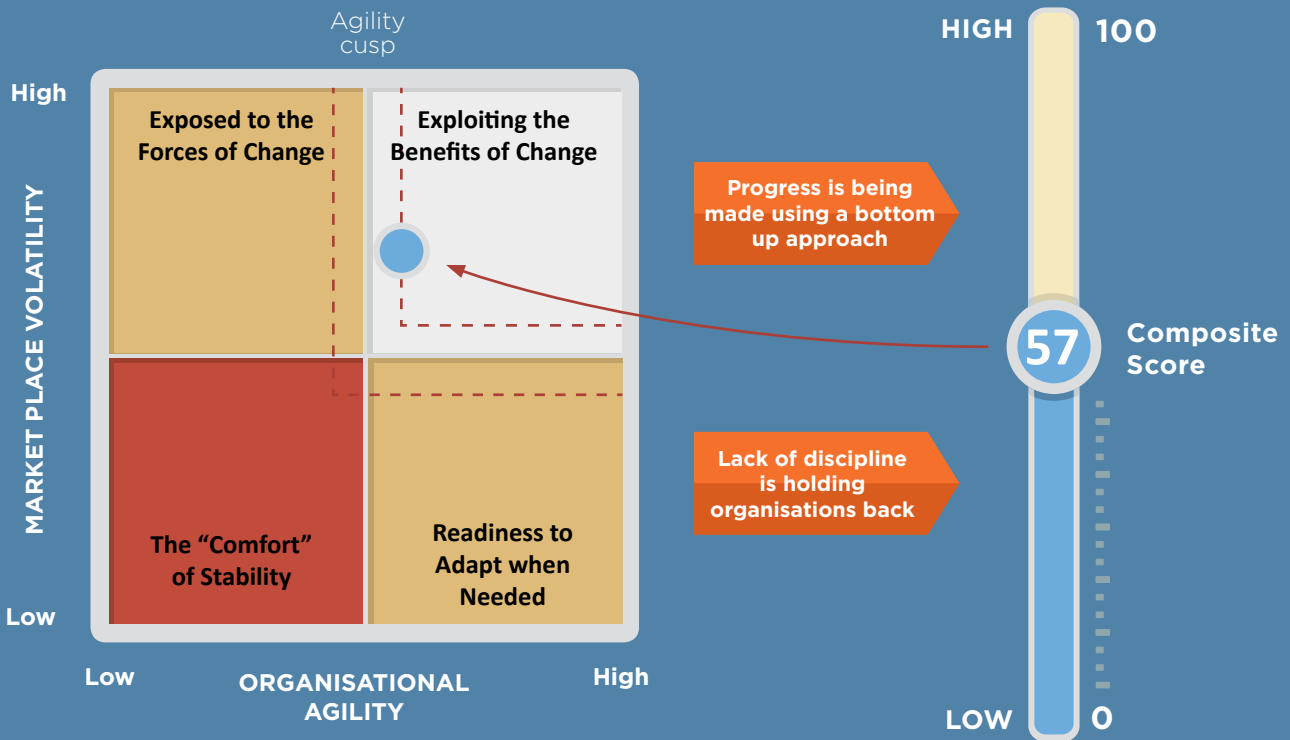 Agility
cusp
High
Exposed to the
Forces of Change
Exploiting the
Benefits of Change
MARKET PLACE VOLATILITY
The “Comfort”
of Stability
Readiness to
Adapt when
Needed
Low
Low
ORGANISATIONAL
AGILITY
High
Progress is being
made using a bottom
up approach
Lack of discipline
is holding
organisations back
HIGH
100
57
Composite
Score
LOW
0